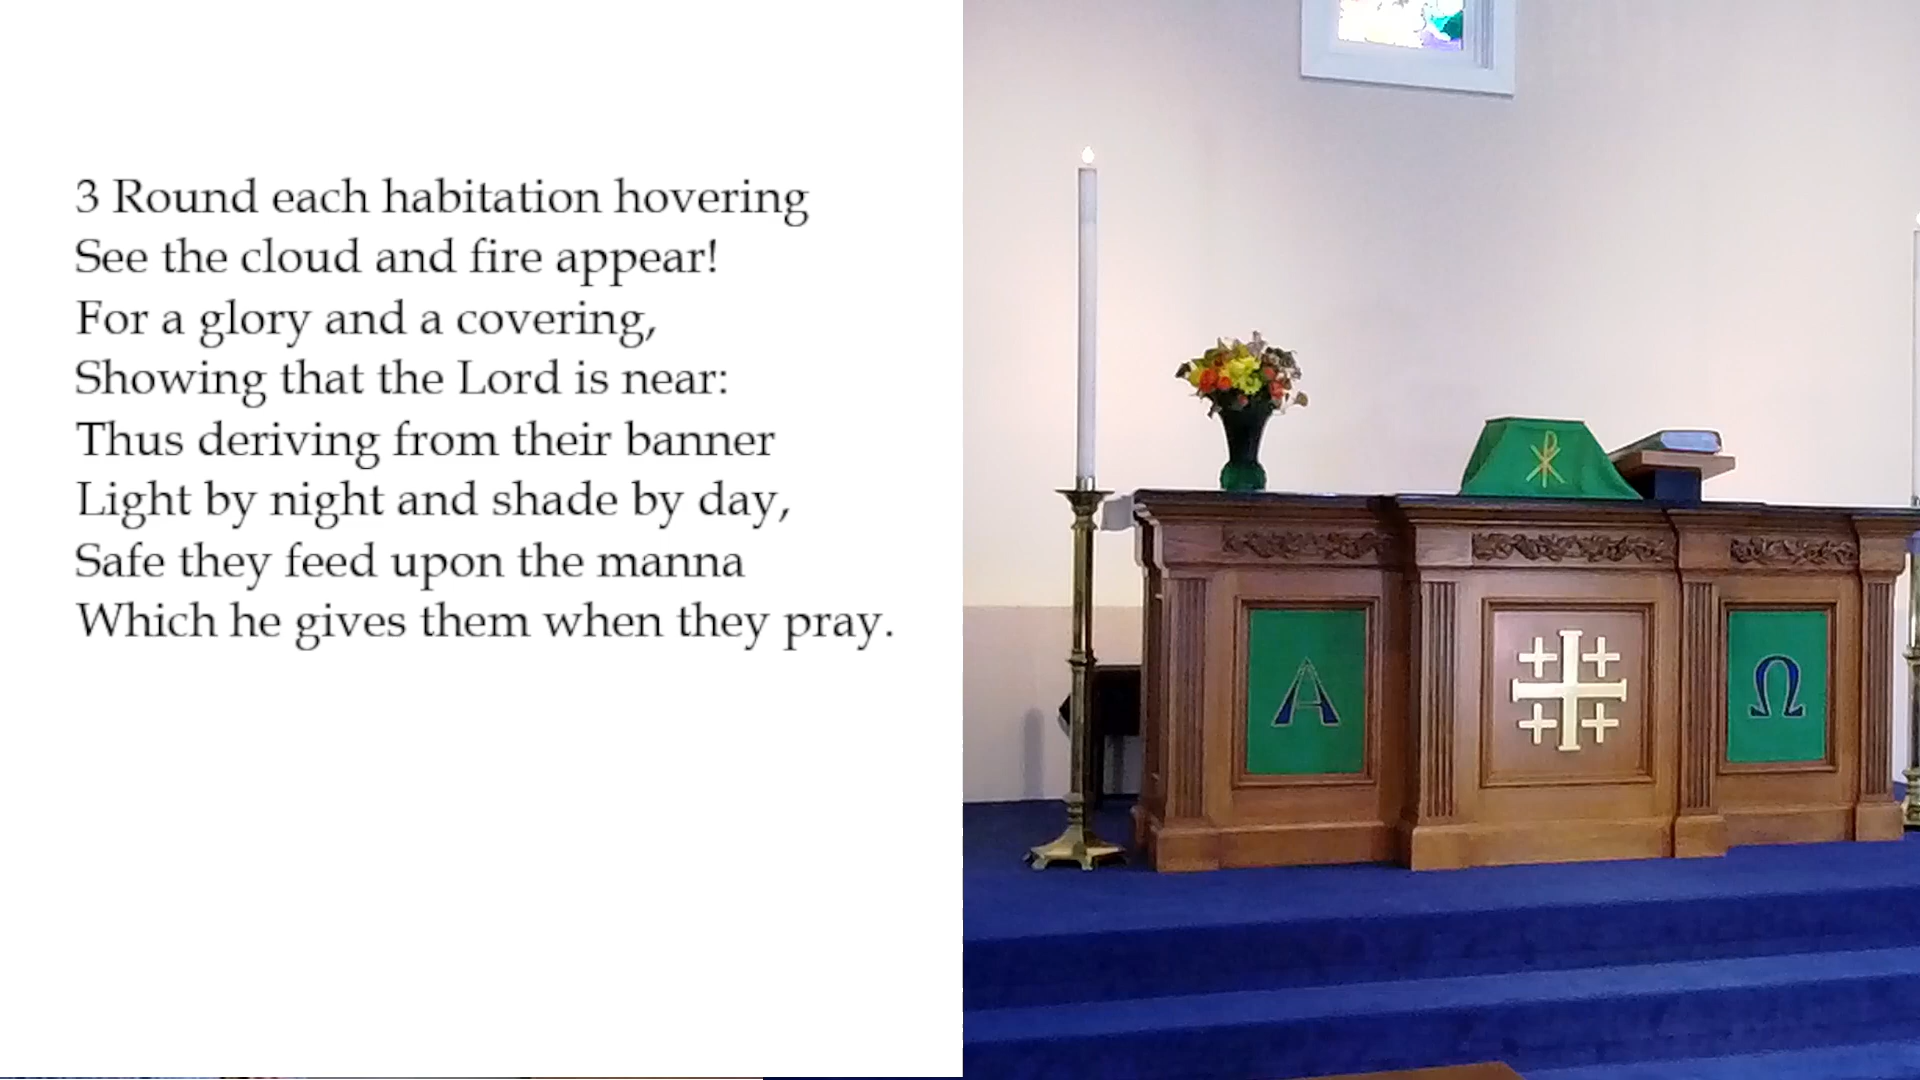 3 Round each habitation hovering
See the cloud and fire appear!
For a glory and a covering,
Showing that the Lord is near:
Thus deriving from their banner
Light by night and shade by day,
Safe they feed upon the manna
Which he gives them when they pray.
Α
Ω